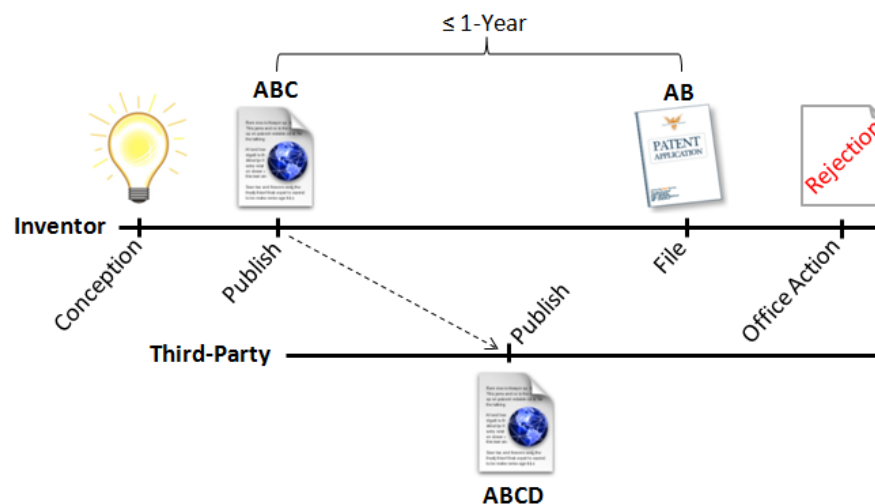 ≤ 1-Year
ABC
AB
PATENT
APPLICATION
Rejection
Inventor
Conception
Publish
File
Office Action
Publish
Third-Party
ABCD